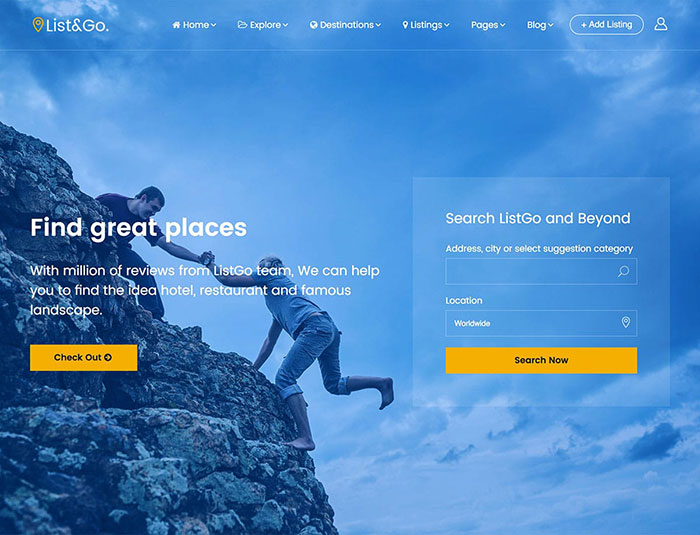 List&Go.
Home
Explore
Destinations
Listings
Pages
Blog
+ Add Listing
Find great places
With million of reviews from ListGo team, We can help
you to find the idea hotel, restaurant and famous
landscape.
Check Out
Search ListGo and Beyond
Address, city or select suggestion category
Location
Worldwide
Search Now